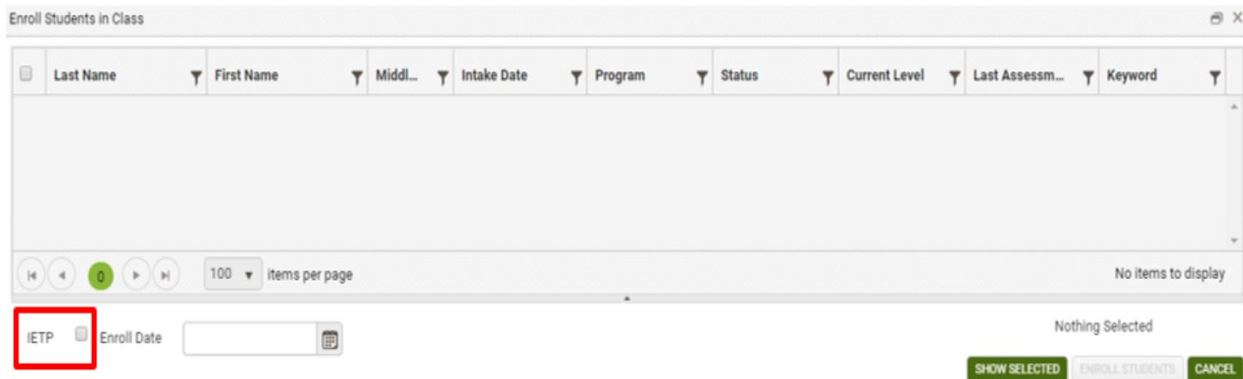 Enroll Students in Class
Last Name First Name Middl... Intake Date Program Status Current Level Last Assessm... Keyword
0 100 items per page No items to display
IETP Enroll Date Nothing Selected
SHOW SELECTED ENROLL STUDENTS CANCEL